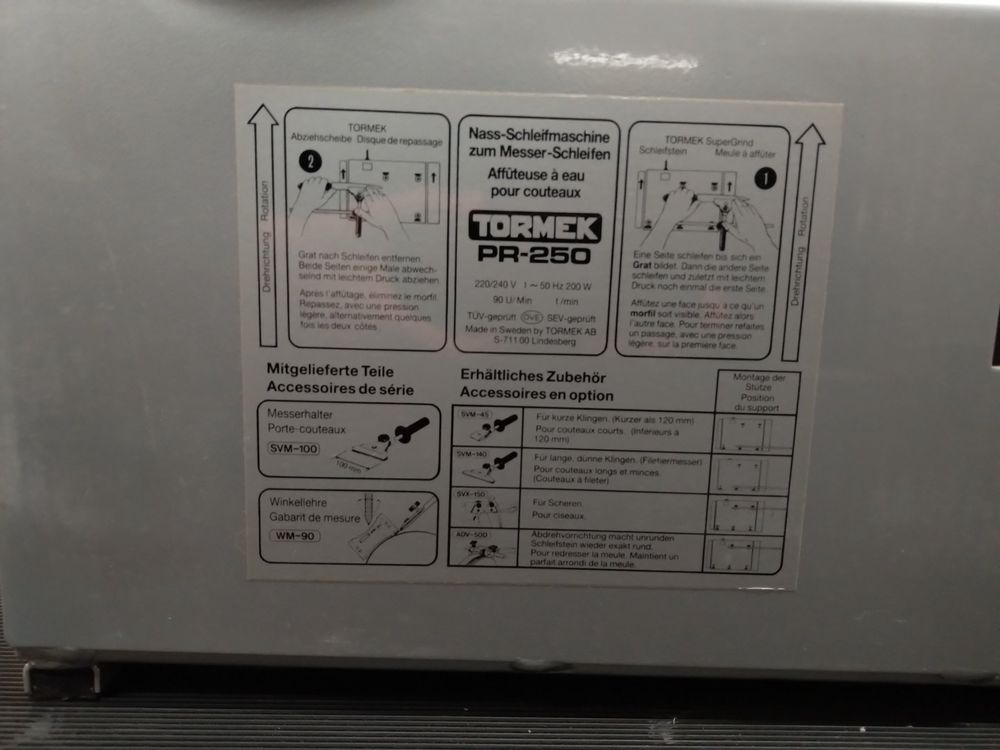 TORMEK
Abziehscheibe Disque de repassage
2
Grat nach Schleifen entfernen.
Beide Seiten einige Male abwech-
selnd mit leichtem Druck abziehen.
Après l'affûtage, éliminez le morfil.
Repassez, avec une pression
légère, alternativement quelques
fois les deux côtés.
Drehrichtung Rotation
Nass-Schleifmaschine
zum Messer-Schleifen
Affûteuse à eau
pour couteaux
TORMEK
PR-250
220/240 V 1 ~ 50 Hz 200 W
90 U/Min t/min
TÜV-geprüft ÖVE SEV-geprüft
Made in Sweden by TORMEK AB
S-711 00 Lindesberg
TORMEK SuperGrind
Schleifstein Meule à affûter
1
Eine Seite schleifen bis sich ein
Grat bildet. Dann die andere Seite
schleifen und zuletzt mit leichtem
Druck noch einmal die erste Seite.
Affûtez une face jusqu'à ce qu'un
morfil soit visible. Affûtez alors
l'autre face. Pour terminer refaites
un passage, avec une pression
légère, sur la première face.
Drehrichtung Rotation
Mitgelieferte Teile
Accessoires de série
Messerhalter
Porte-couteaux
SVM-100
100 mm
Winkellehre
Gabarit de mesure
WM-90
Erhältliches Zubehör
Accessoires en option
Montage der
Stütze
Position
du support
SVM-45
Für kurze Klingen. (Kürzer als 120 mm)
Pour couteaux courts. (Inférieurs à
120 mm)
SVM-140
Für lange, dünne Klingen. (Filetiermesser)
Pour couteaux longs et minces.
(Couteaux à fileter)
SVX-150
Für Scheren.
Pour ciseaux.
ADV-50D
Abdrehvorrichtung macht unrunden
Schleifstein wieder exakt rund.
Pour redresser la meule. Maintient un
parfait arrondi de la meule.